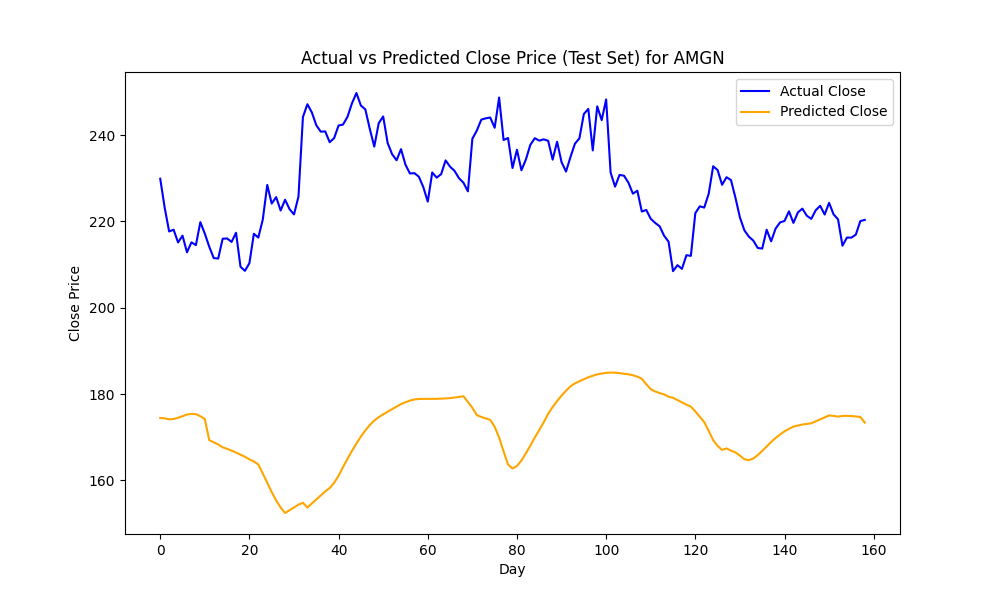 Actual vs Predicted Close Price (Test Set) for AMGN
Actual Close
Predicted Close
Close Price
240
220
200
180
160
0 20 40 60 80 100 120 140 160
Day